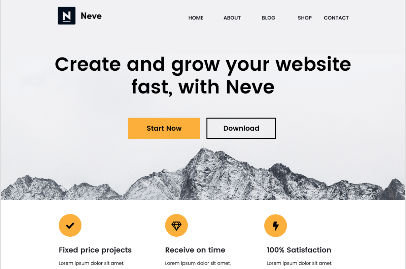 N Neve HOME ABOUT BLOG SHOP CONTACT
Create and grow your website
fast, with Neve
Start Now Download
Fixed price projects Receive on time 100% Satisfaction
Lorem ipsum dolor sit amet, Lorem ipsum dolor sit amet, Lorem ipsum dolor sit amet,